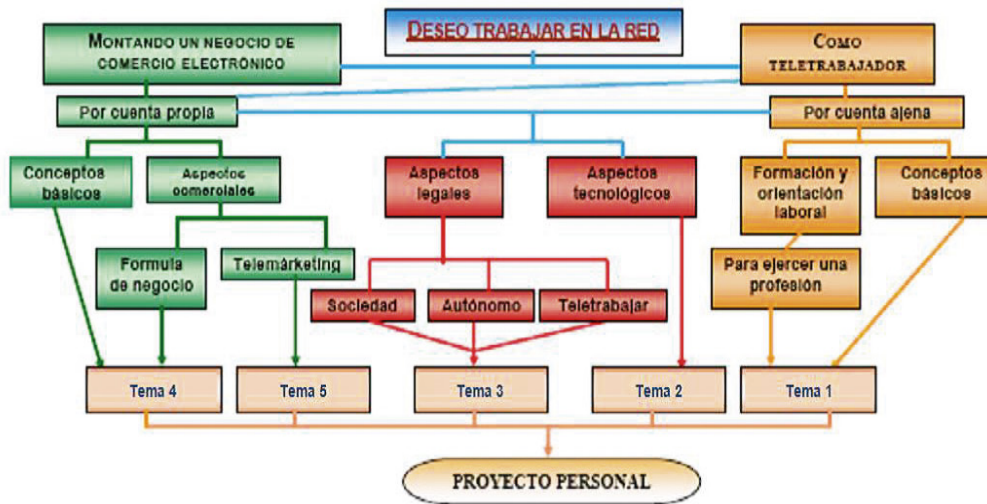 DESEO TRABAJAR EN LA RED
MONTANDO UN NEGOCIO DE
COMERCIO ELECTRÓNICO
COMO
TELETRABAJADOR
Por cuenta propia
Por cuenta ajena
Conceptos
básicos
Aspectos
comerciales
Aspectos
legales
Aspectos
tecnológicos
Formación y
orientación
laboral
Conceptos
básicos
Formula
de negocio
Telemárketing
Para ejercer una
profesión
Sociedad
Autónomo
Teletrabajar
Tema 4
Tema 5
Tema 3
Tema 2
Tema 1
PROYECTO PERSONAL